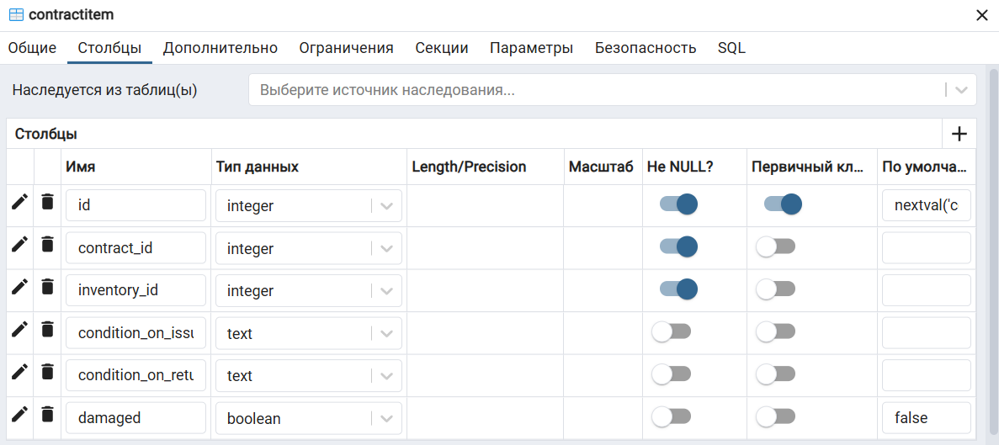 contractitem
Общие Столбцы Дополнительно Ограничения Секции Параметры Безопасность SQL
Наследуется из таблиц(ы) Выберите источник наследования...
Столбцы
Имя Тип данных Length/Precision Масштаб Не NULL? Первичный кл... По умолча...
id integer nextval('c
contract_id integer
inventory_id integer
condition_on_issu text
condition_on_retu text
damaged boolean false